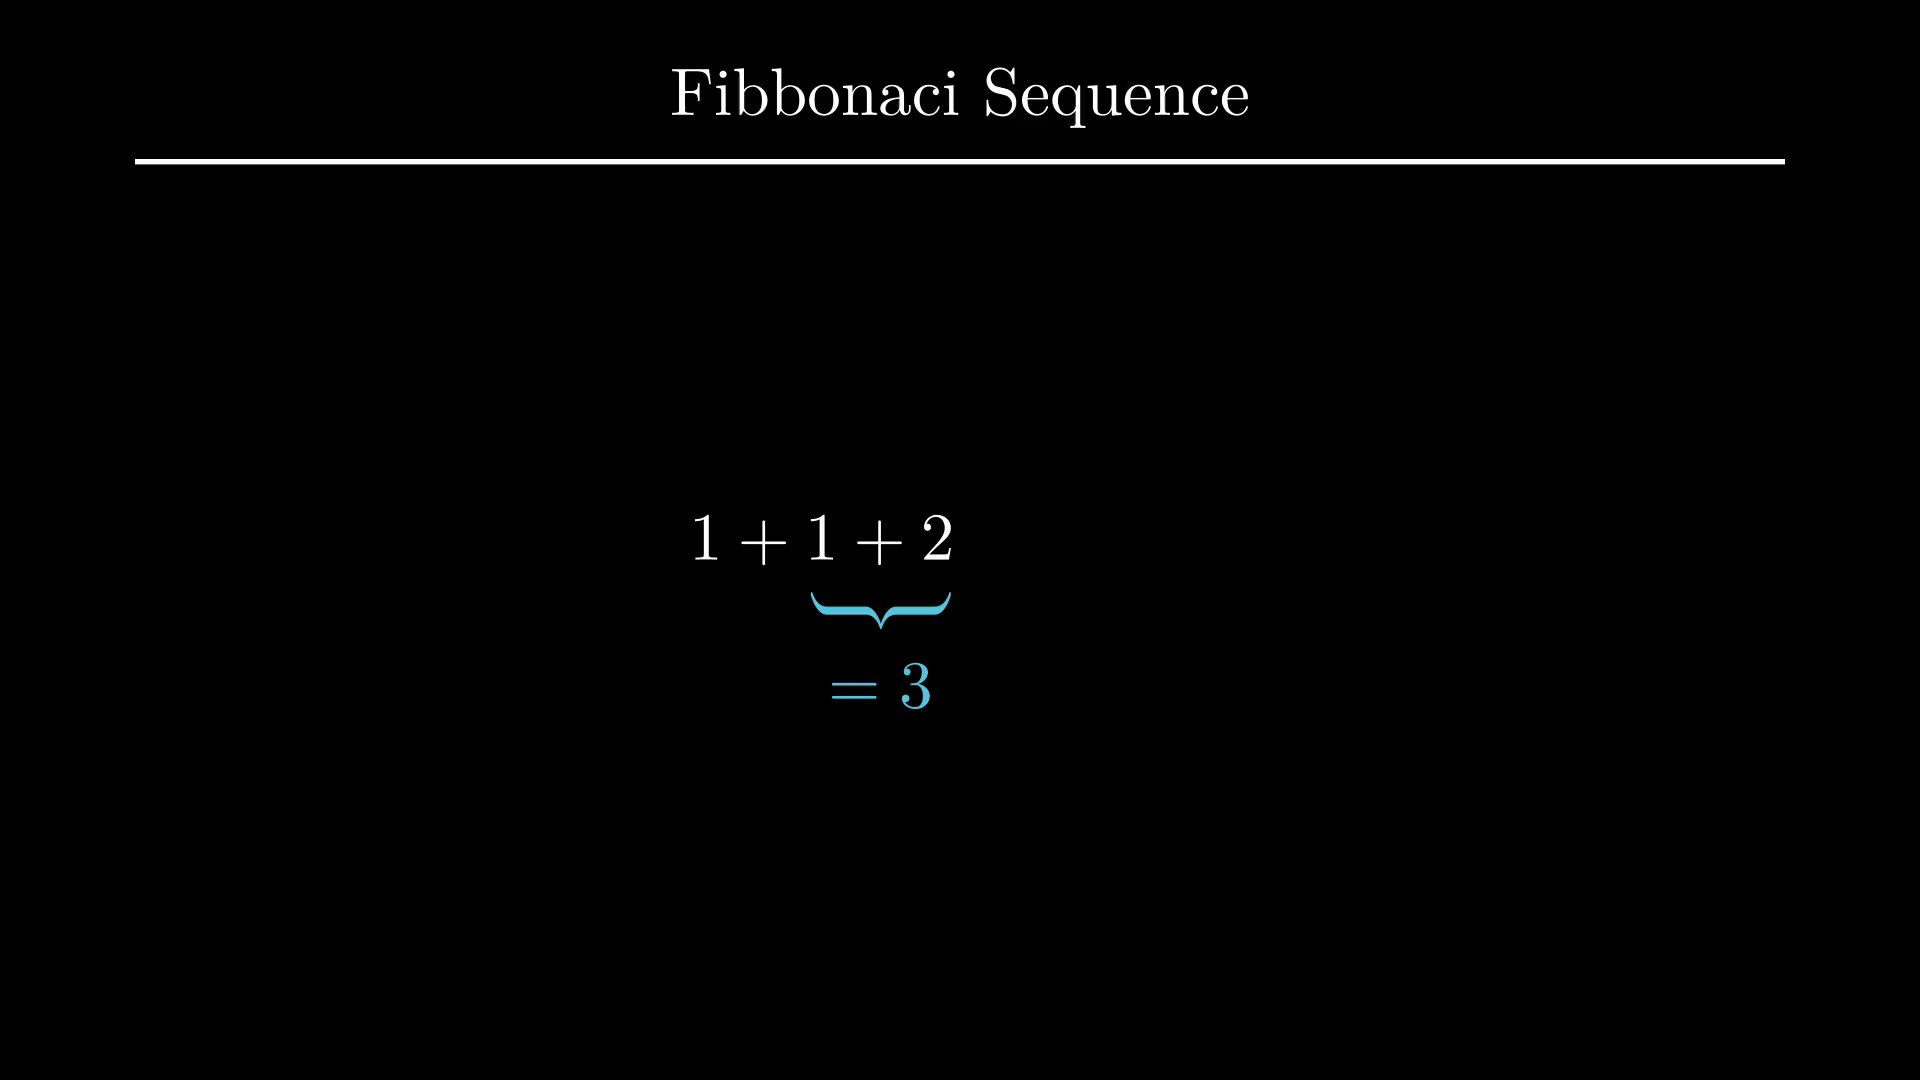 Fibbonaci Sequence
1 + 1 + 2
= 3